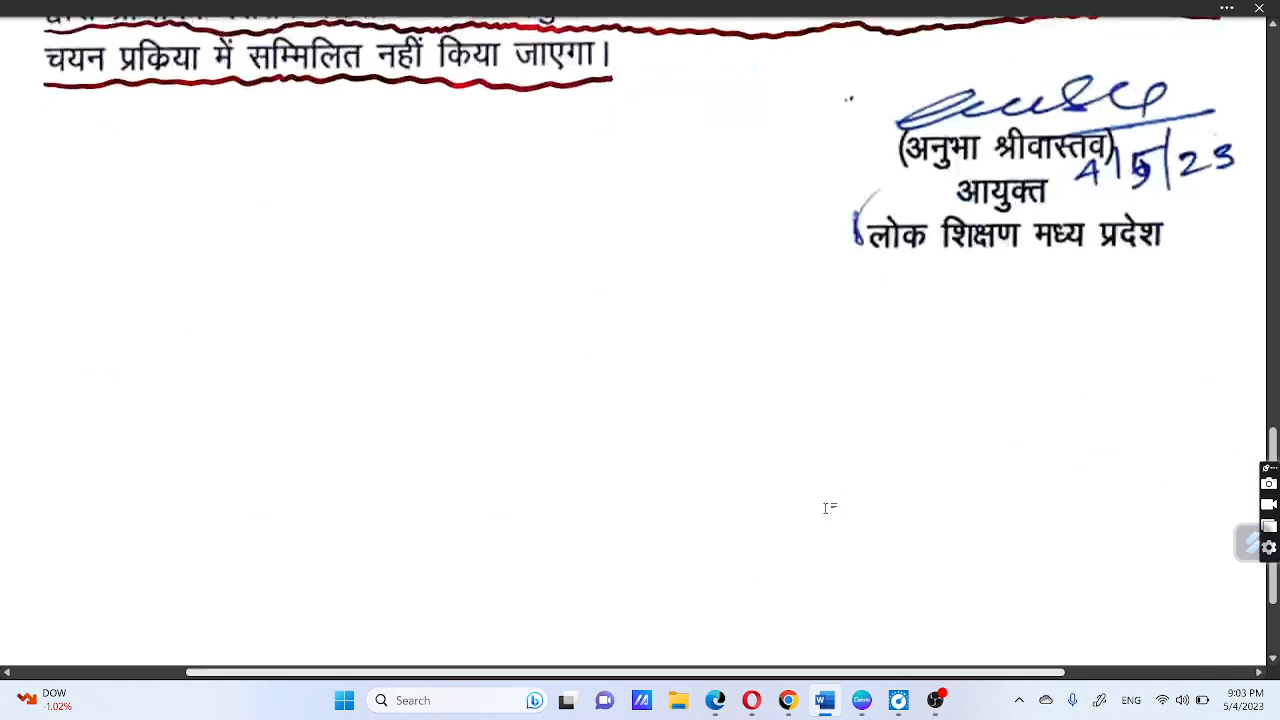 चयन प्रक्रिया में सम्मिलित नहीं किया जाएगा।
(अनुभा श्रीवास्तव)
4/5/23
आयुक्त
लोक शिक्षण मध्य प्रदेश
DOW
-1.02%
Search
ENG
9:03 PM
5/4/2023